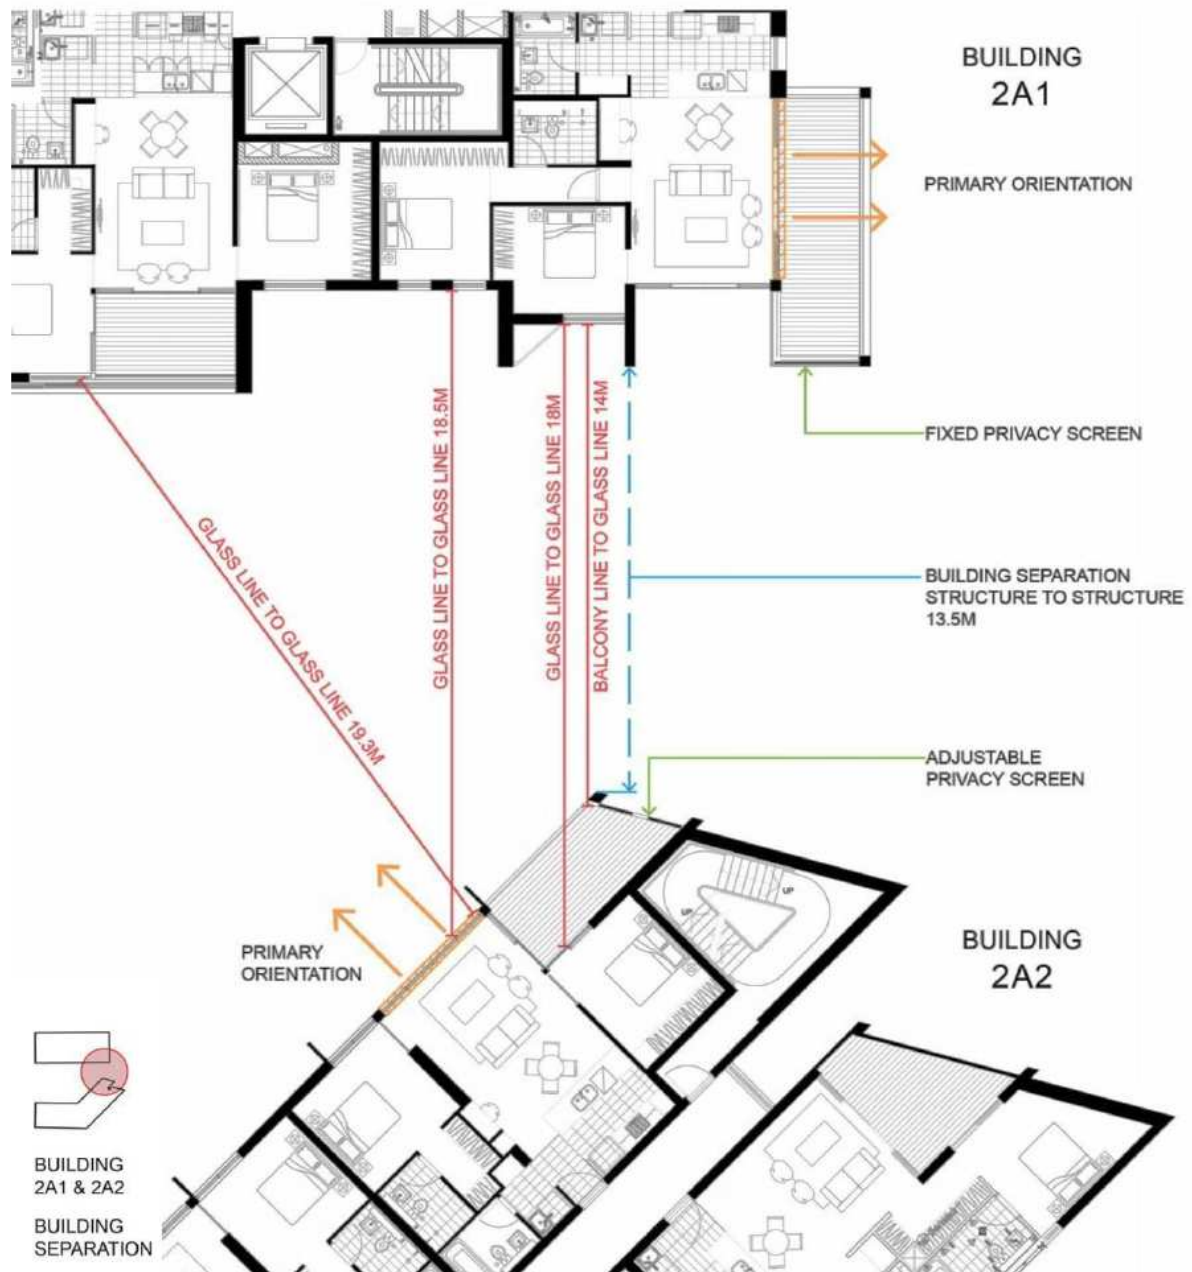 BUILDING
2A1
PRIMARY ORIENTATION
FIXED PRIVACY SCREEN
GLASS LINE TO GLASS LINE 19.3M
GLASS LINE TO GLASS LINE 18.5M
GLASS LINE TO GLASS LINE 18M
BALCONY LINE TO GLASS LINE 14M
BUILDING SEPARATION
STRUCTURE TO STRUCTURE
13.5M
ADJUSTABLE
PRIVACY SCREEN
UP
UP
PRIMARY
ORIENTATION
BUILDING
2A2
BUILDING
2A1 & 2A2
BUILDING
SEPARATION